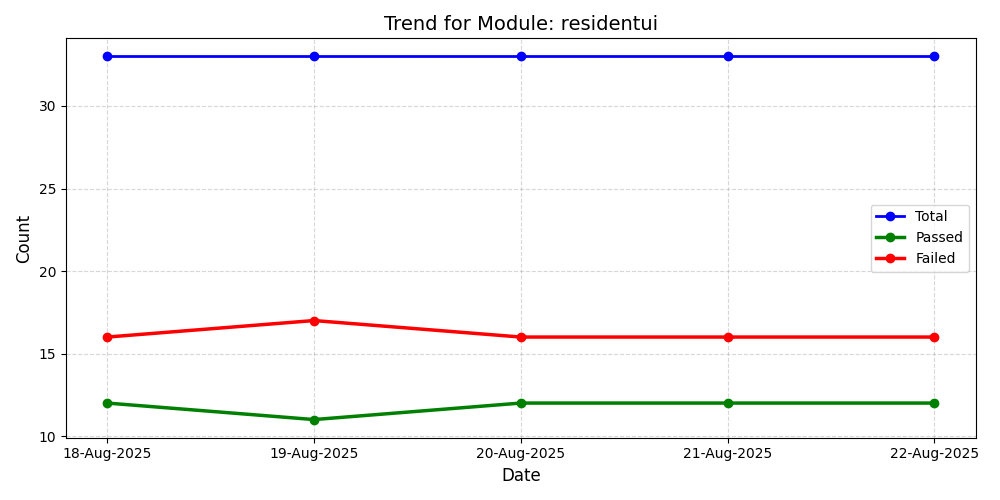 Trend for Module: residentui
Count
30
25
20
15
10
Total
Passed
Failed
18-Aug-2025
19-Aug-2025
20-Aug-2025
21-Aug-2025
22-Aug-2025
Date